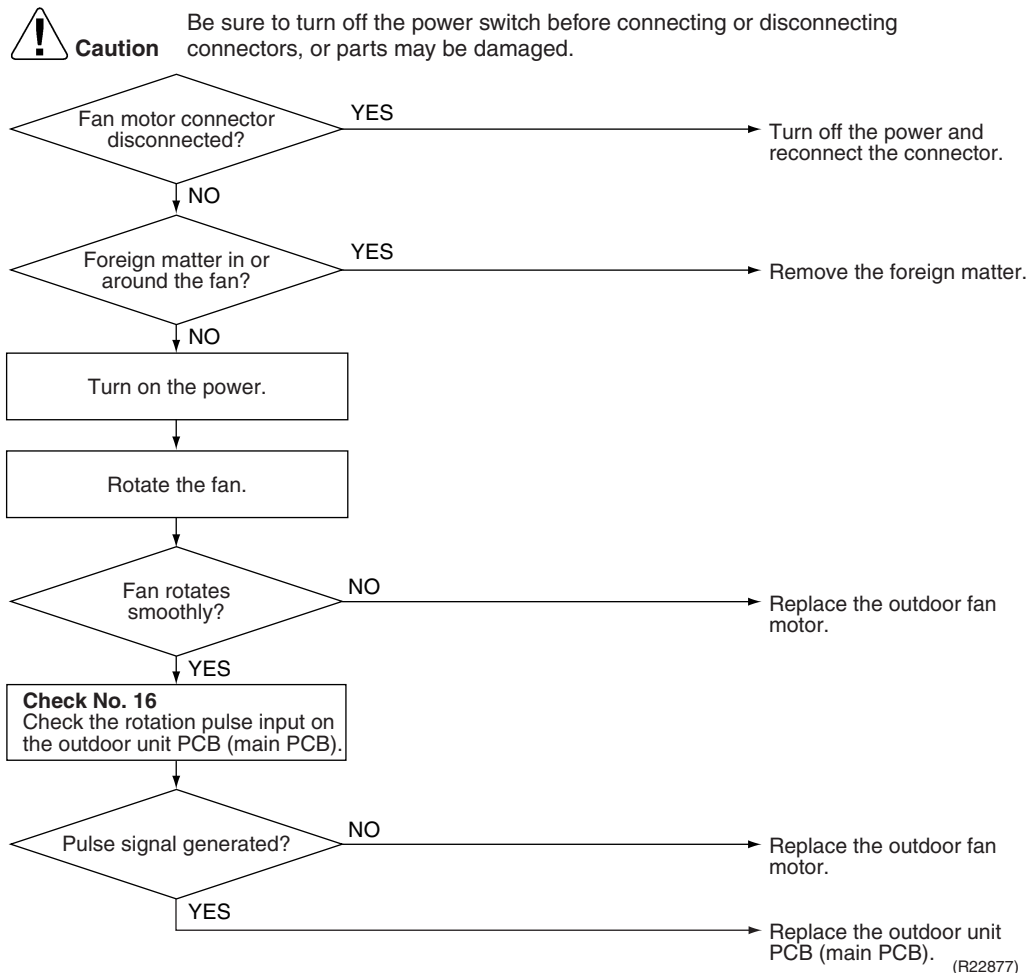 Be sure to turn off the power switch before connecting or disconnecting
Caution connectors, or parts may be damaged.
Fan motor connector
disconnected?
YES
Turn off the power and
reconnect the connector.
NO
Foreign matter in or
around the fan?
YES
Remove the foreign matter.
NO
Turn on the power.
Rotate the fan.
Fan rotates
smoothly?
NO
Replace the outdoor fan
motor.
YES
Check No. 16
Check the rotation pulse input on
the outdoor unit PCB (main PCB).
Pulse signal generated?
NO
Replace the outdoor fan
motor.
YES
Replace the outdoor unit
PCB (main PCB).
(R22877)